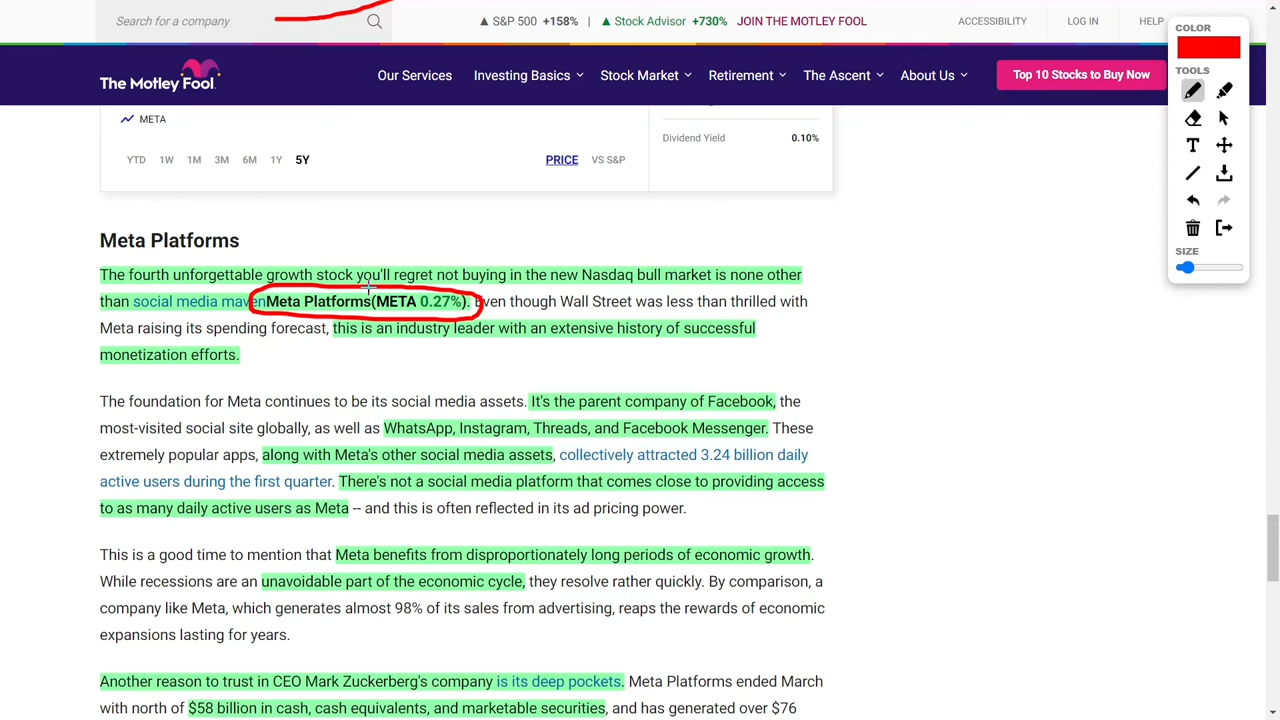 Search for a company
S&P 500 +158% | Stock Advisor +730% JOIN THE MOTLEY FOOL
ACCESSIBILITY LOG IN HELP
The Motley Fool.
Our Services Investing Basics Stock Market Retirement The Ascent About Us Top 10 Stocks to Buy Now
COLOR
TOOLS
SIZE
META
YTD 1W 1M 3M 6M 1Y 5Y PRICE VS S&P
Dividend Yield 0.10%
Meta Platforms
The fourth unforgettable growth stock you'll regret not buying in the new Nasdaq bull market is none other
than social media mavenMeta Platforms(META 0.27%). Even though Wall Street was less than thrilled with
Meta raising its spending forecast, this is an industry leader with an extensive history of successful
monetization efforts.
The foundation for Meta continues to be its social media assets. It's the parent company of Facebook, the
most-visited social site globally, as well as WhatsApp, Instagram, Threads, and Facebook Messenger. These
extremely popular apps, along with Meta's other social media assets, collectively attracted 3.24 billion daily
active users during the first quarter. There's not a social media platform that comes close to providing access
to as many daily active users as Meta -- and this is often reflected in its ad pricing power.
This is a good time to mention that Meta benefits from disproportionately long periods of economic growth.
While recessions are an unavoidable part of the economic cycle, they resolve rather quickly. By comparison, a
company like Meta, which generates almost 98% of its sales from advertising, reaps the rewards of economic
expansions lasting for years.
Another reason to trust in CEO Mark Zuckerberg's company is its deep pockets. Meta Platforms ended March
with north of $58 billion in cash, cash equivalents, and marketable securities, and has generated over $76